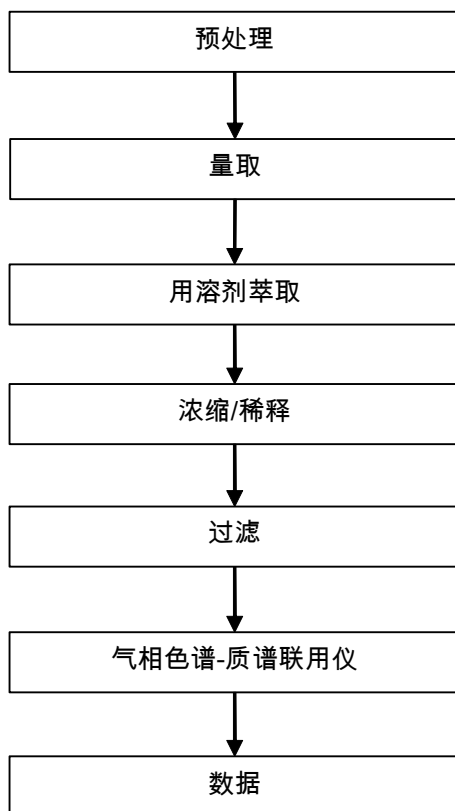 预处理
量取
用溶剂萃取
浓缩/稀释
过滤
气相色谱-质谱联用仪
数据